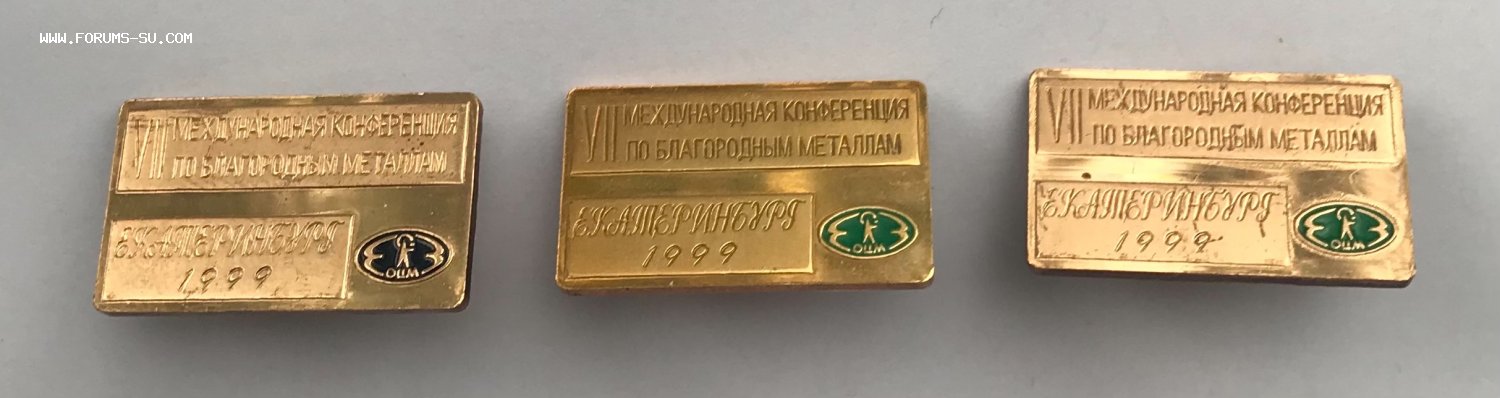 WWW.FORUMS-SU.COM
VII МЕЖДУНАРОДНАЯ КОНФЕРЕНЦИЯ
ПО БЛАГОРОДНЫМ МЕТАЛЛАМ
ЕКАТЕРИНБУРГ
1999
ОЦМ
VII МЕЖДУНАРОДНАЯ КОНФЕРЕНЦИЯ
ПО БЛАГОРОДНЫМ МЕТАЛЛАМ
ЕКАТЕРИНБУРГ
1999
ОЦМ
VII МЕЖДУНАРОДНАЯ КОНФЕРЕНЦИЯ
ПО БЛАГОРОДНЫМ МЕТАЛЛАМ
ЕКАТЕРИНБУРГ
1999
ОЦМ